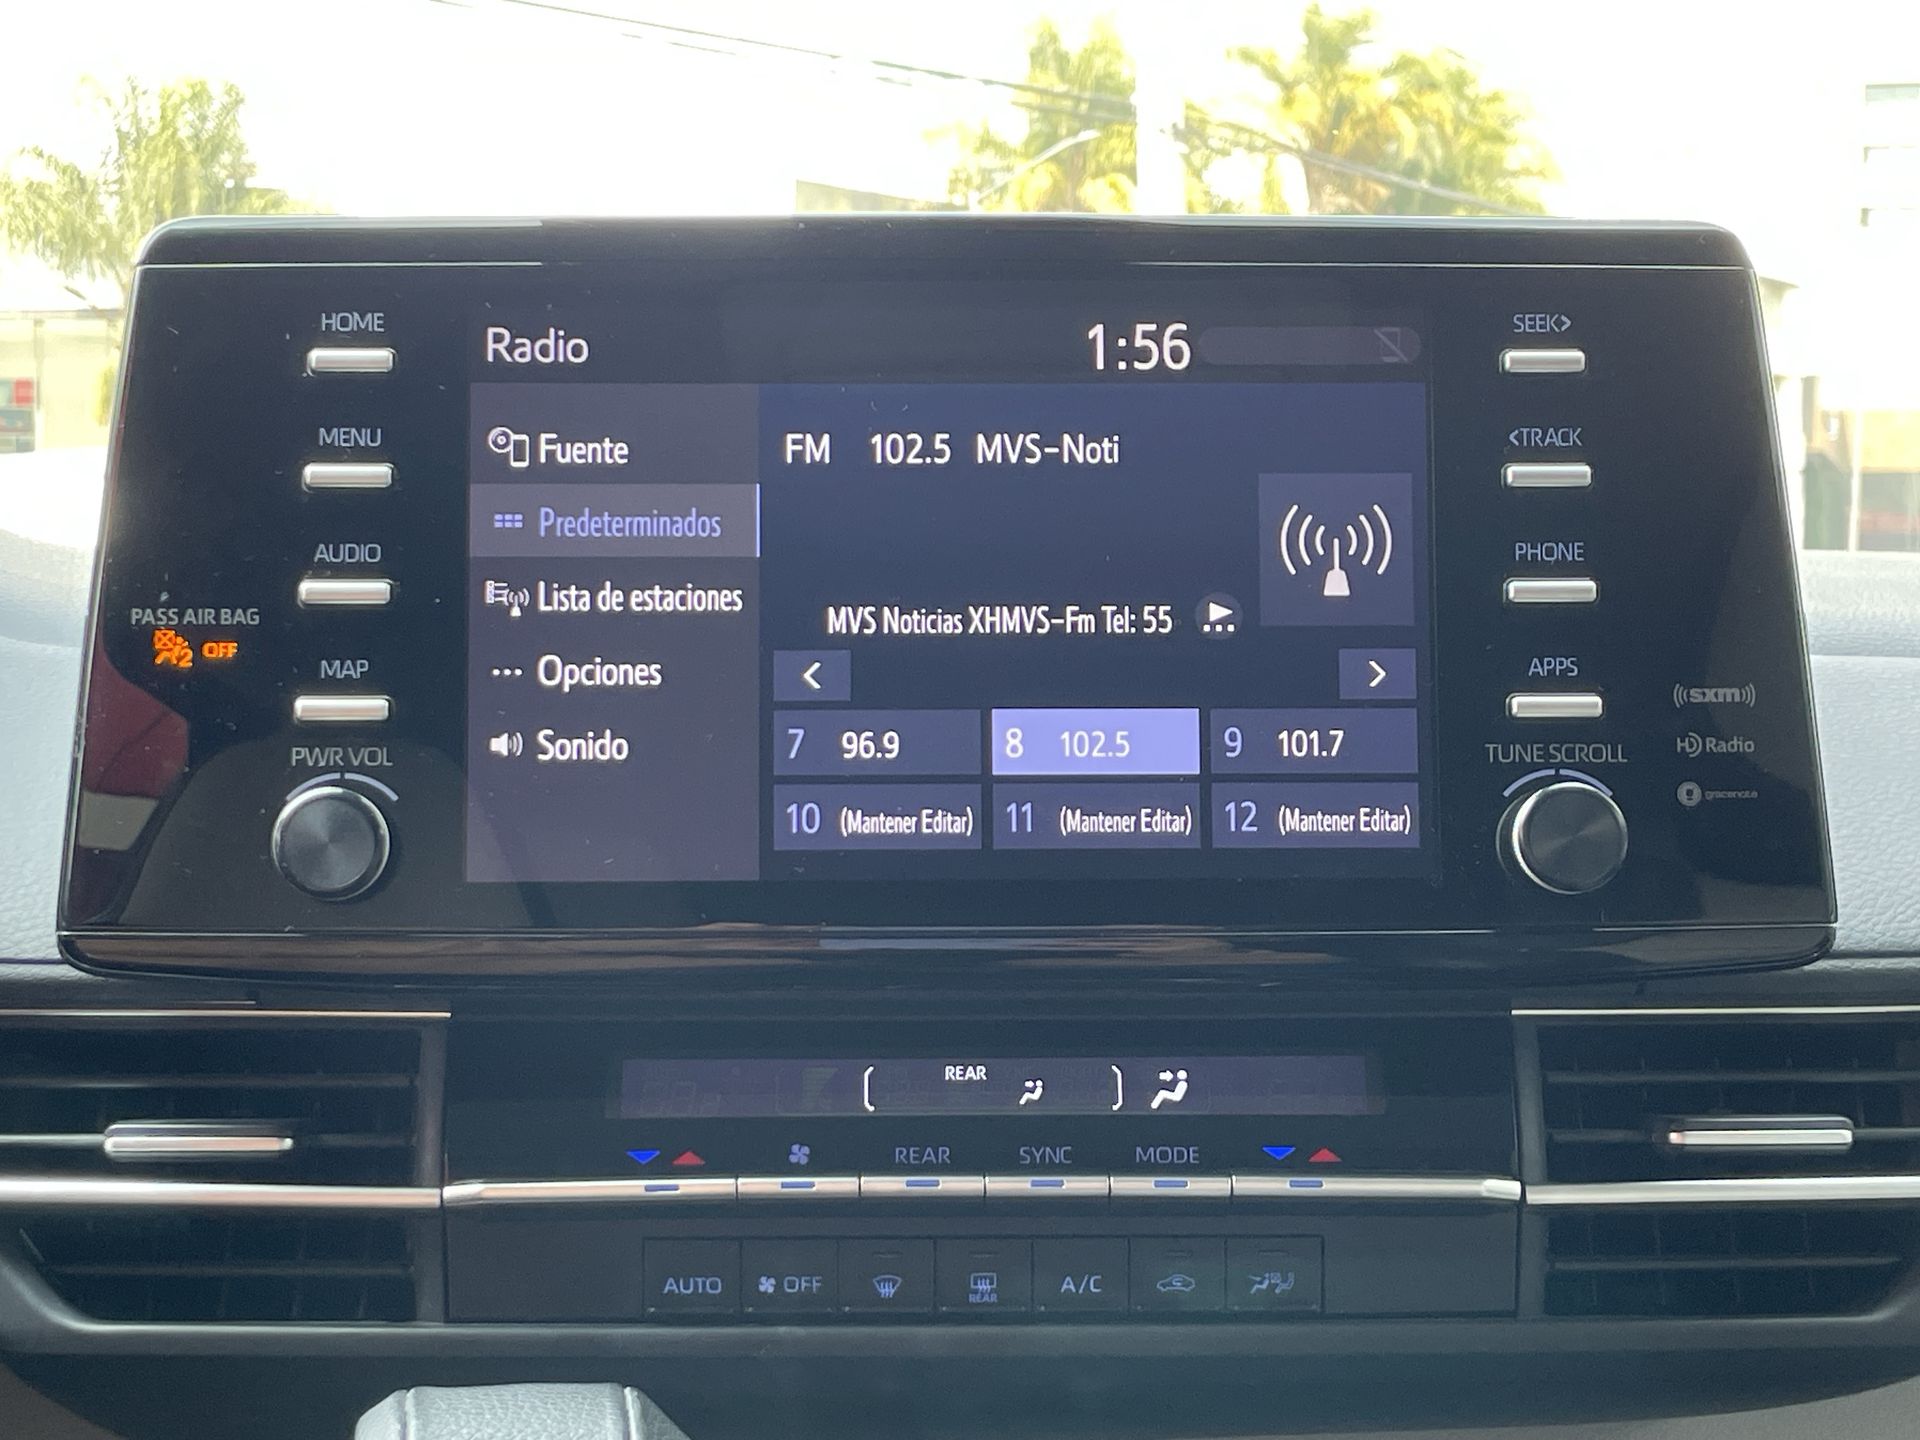 HOME
MENU
AUDIO
PASS AIR BAG
2 OFF
MAP
PWR VOL
Radio
1:56
Fuente
Predeterminados
Lista de estaciones
Opciones
Sonido
FM 102.5 MVS-Noti
MVS Noticias XHMVS-Fm Tel: 55
< >
7 96.9 8 102.5 9 101.7
10 (Mantener Editar) 11 (Mantener Editar) 12 (Mantener Editar)
SEEK>
<TRACK
PHONE
APPS
TUNE SCROLL
((sxm))
HD Radio
gracenote
REAR
REAR SYNC MODE
AUTO OFF REAR A/C